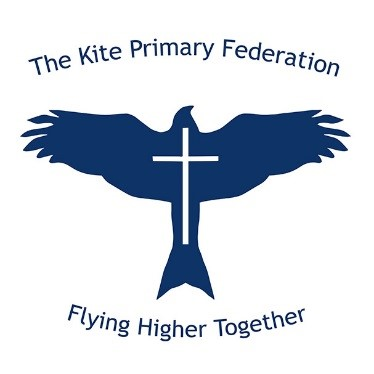 The Kite Primary Federation
Flying Higher Together